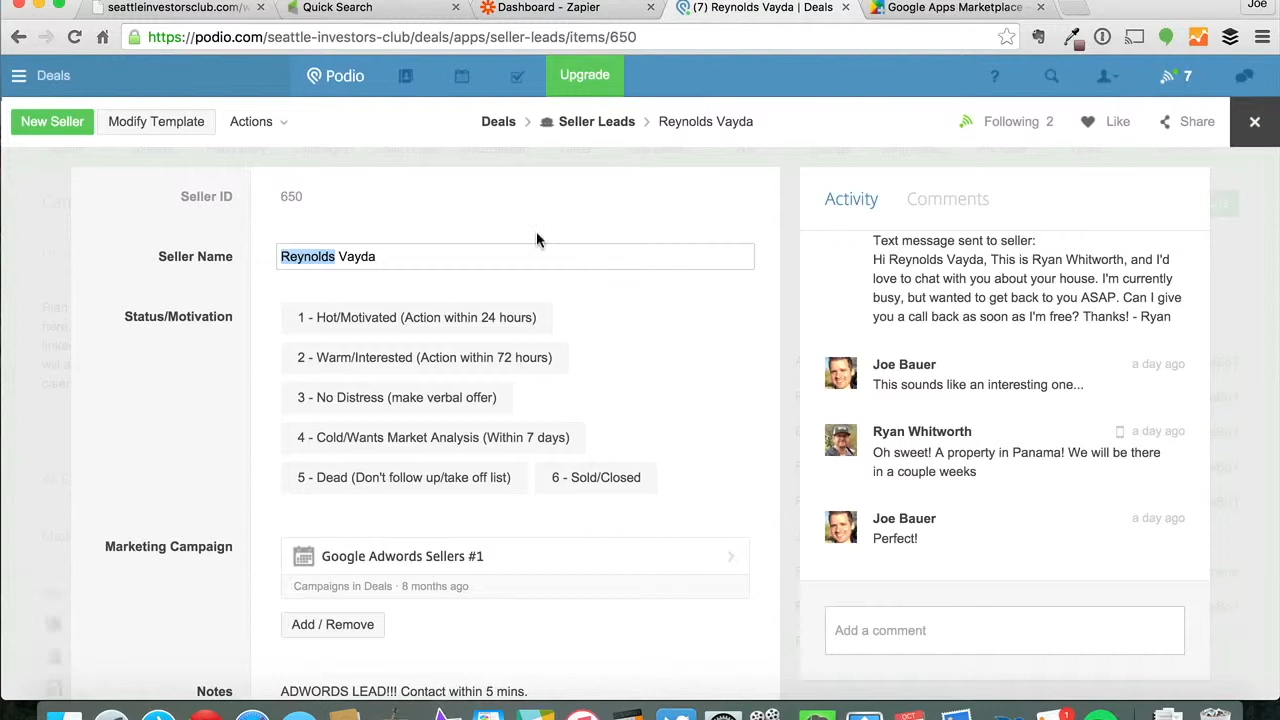 seattleinvestorsclub.com/w
Quick Search
Dashboard - Zapier
(7) Reynolds Vayda | Deals
Google Apps Marketplace
Joe
https://podio.com/seattle-investors-club/deals/apps/seller-leads/items/650
Deals
Podio
Upgrade
?
7
New Seller
Modify Template
Actions
Deals
Seller Leads
Reynolds Vayda
Following 2
Like
Share
Seller ID
650
Seller Name
Reynolds Vayda
Status/Motivation
1 - Hot/Motivated (Action within 24 hours)
2 - Warm/Interested (Action within 72 hours)
3 - No Distress (make verbal offer)
4 - Cold/Wants Market Analysis (Within 7 days)
5 - Dead (Don't follow up/take off list)
6 - Sold/Closed
Marketing Campaign
Google Adwords Sellers #1
Campaigns in Deals · 8 months ago
Add / Remove
Notes
ADWORDS LEAD!!! Contact within 5 mins.
Activity
Comments
Text message sent to seller:
Hi Reynolds Vayda, This is Ryan Whitworth, and I'd
love to chat with you about your house. I'm currently
busy, but wanted to get back to you ASAP. Can I give
you a call back as soon as I'm free? Thanks! - Ryan
Joe Bauer
a day ago
This sounds like an interesting one...
Ryan Whitworth
a day ago
Oh sweet! A property in Panama! We will be there
in a couple weeks
Joe Bauer
a day ago
Perfect!
Add a comment
OCT
1